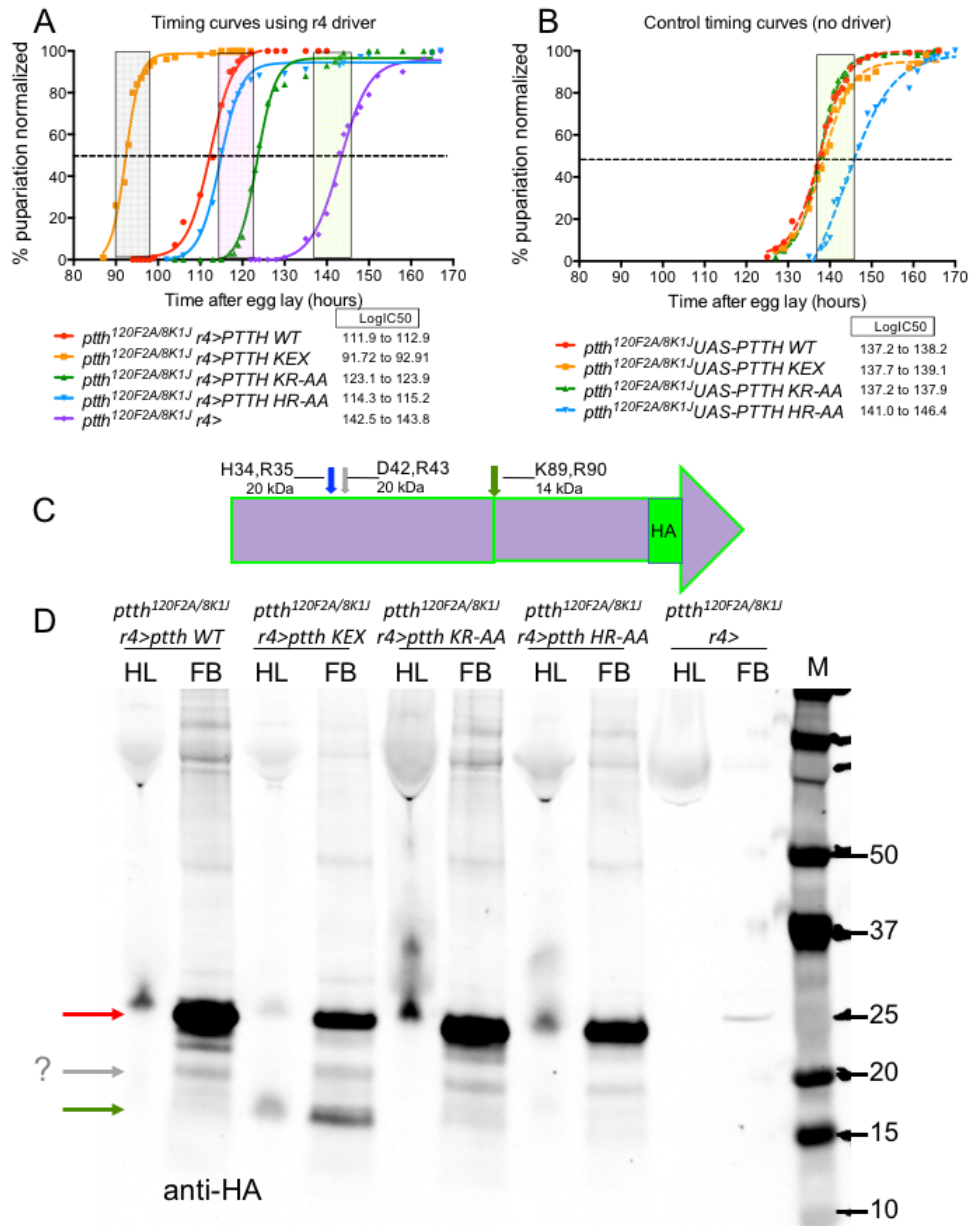 A
Timing curves using r4 driver
% pupariation normalized
100
80
60
40
20
0
80 90 100 110 120 130 140 150 160 170
Time after egg lay (hours)
LogIC50
ptth120F2A/8K1J r4>PTTH WT 111.9 to 112.9
ptth120F2A/8K1J r4>PTTH KEX 91.72 to 92.91
ptth120F2A/8K1J r4>PTTH KR-AA 123.1 to 123.9
ptth120F2A/8K1J r4>PTTH HR-AA 114.3 to 115.2
ptth120F2A/8K1J r4> 142.5 to 143.8
B
Control timing curves (no driver)
% pupariation normalized
100
80
60
40
20
0
80 90 100 110 120 130 140 150 160 170
Time after egg lay (hours)
LogIC50
ptth120F2A/8K1J UAS-PTTH WT 137.2 to 138.2
ptth120F2A/8K1J UAS-PTTH KEX 137.7 to 139.1
ptth120F2A/8K1J UAS-PTTH KR-AA 137.2 to 137.9
ptth120F2A/8K1J UAS-PTTH HR-AA 141.0 to 146.4
C
H34,R35 D42,R43 K89,R90
20 kDa 20 kDa 14 kDa
HA
D
ptth120F2A/8K1J ptth120F2A/8K1J ptth120F2A/8K1J ptth120F2A/8K1J ptth120F2A/8K1J
r4>ptth WT r4>ptth KEX r4>ptth KR-AA r4>ptth HR-AA r4>
HL FB HL FB HL FB HL FB HL FB M
50
37
25
? 20
15
10
anti-HA